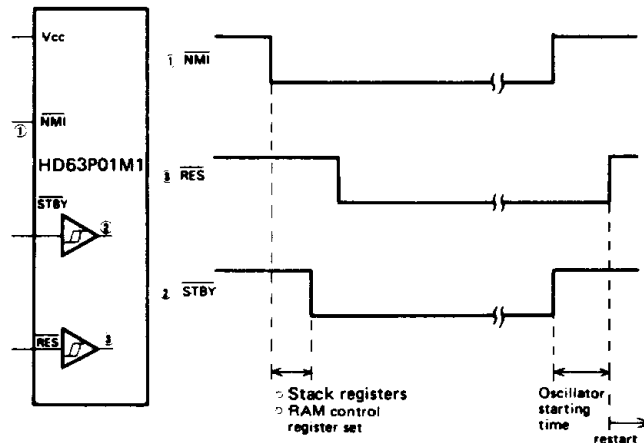 Vcc
① NMI
HD63P01M1
STBY
②
RES
③
① NMI
③ RES
2 STBY
○ Stack registers
○ RAM control
register set
Oscillator
starting
time
restart